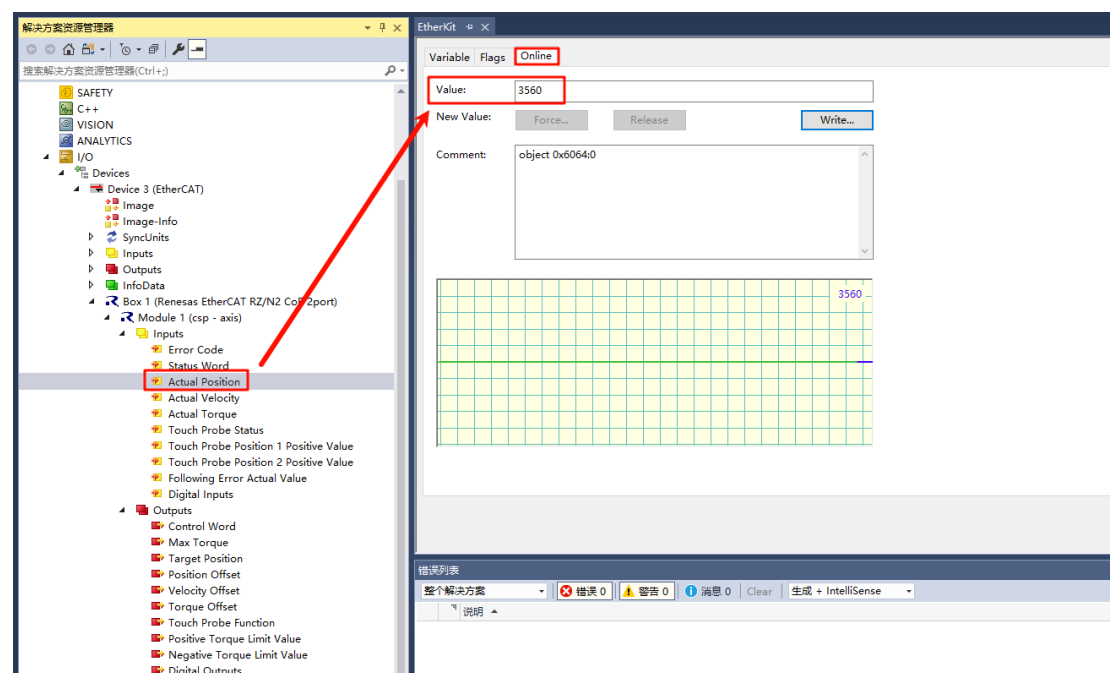 解决方案资源管理器
搜索解决方案资源管理器(Ctrl+;)
SAFETY
C++
VISION
ANALYTICS
I/O
Devices
Device 3 (EtherCAT)
Image
Image-Info
SyncUnits
Inputs
Outputs
InfoData
Box 1 (Renesas EtherCAT RZ/N2 CoE 2port)
Module 1 (csp - axis)
Inputs
Error Code
Status Word
Actual Position
Actual Velocity
Actual Torque
Touch Probe Status
Touch Probe Position 1 Positive Value
Touch Probe Position 2 Positive Value
Following Error Actual Value
Digital Inputs
Outputs
Control Word
Max Torque
Target Position
Position Offset
Velocity Offset
Torque Offset
Touch Probe Function
Positive Torque Limit Value
Negative Torque Limit Value
Digital Outputs
EtherKit
Variable Flags Online
Value: 3560
New Value: Force... Release Write...
Comment: object 0x6064:0
3560
错误列表
整个解决方案 错误 0 警告 0 消息 0 Clear 生成 + IntelliSense
说明